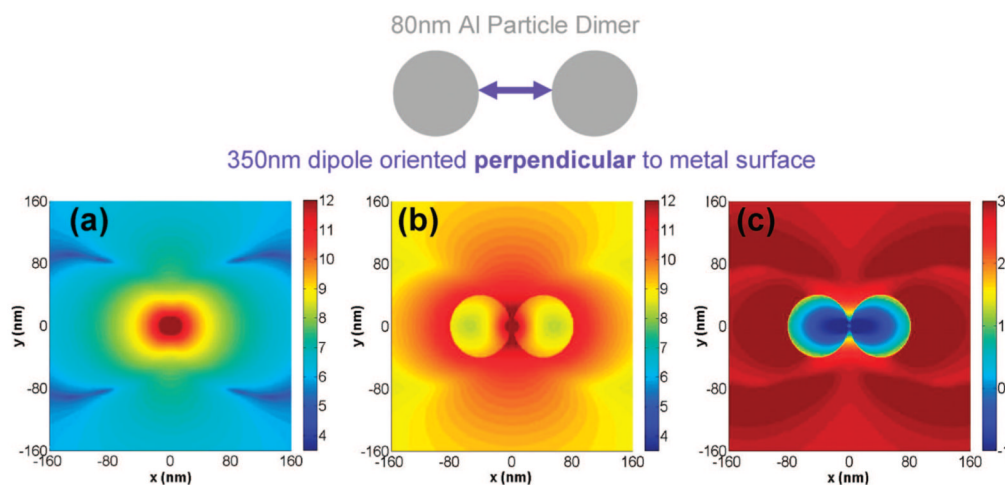 80nm Al Particle Dimer
350nm dipole oriented perpendicular to metal surface
(a)
160
80
0
-80
-160
y (nm)
-160 -80 0 80 160
x (nm)
12
11
10
9
8
7
6
5
4
(b)
160
80
0
-80
-160
y (nm)
-160 -80 0 80 160
x (nm)
12
11
10
9
8
7
6
5
4
(c)
160
80
0
-80
-160
y (nm)
-160 -80 0 80 160
x (nm)
3
2
1
0
-1